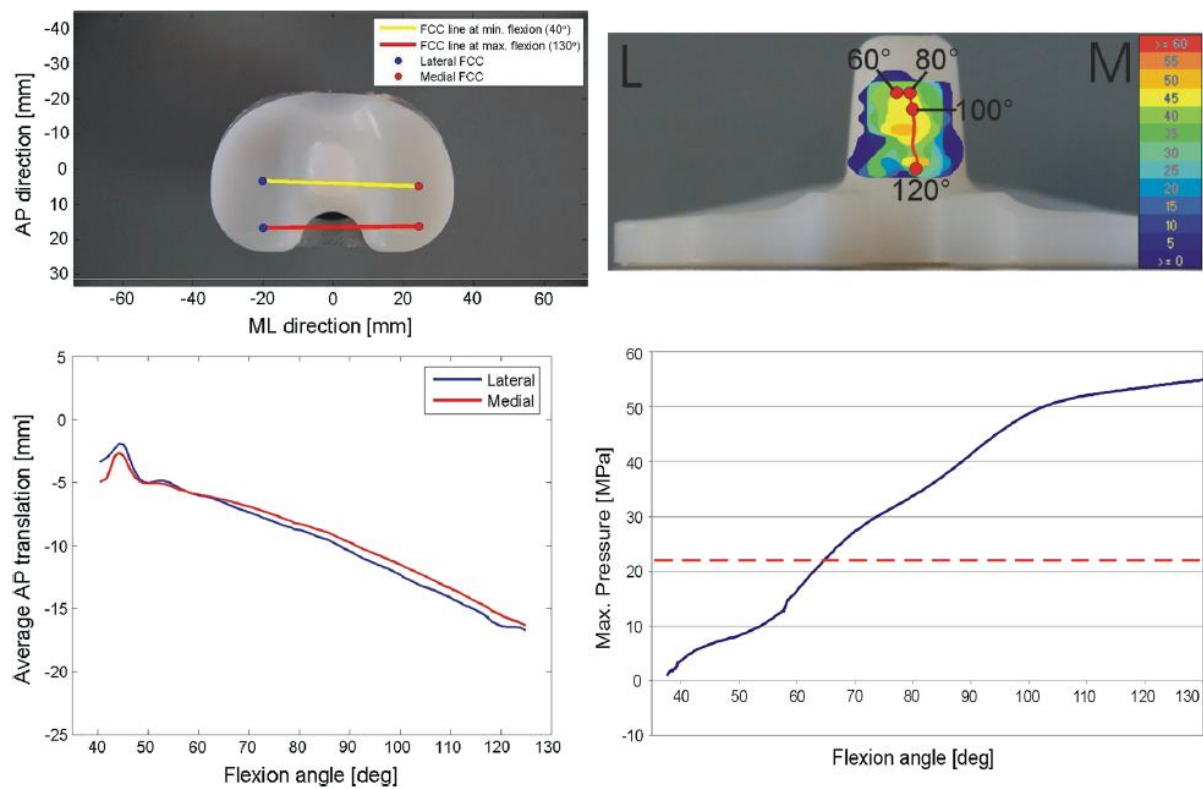 -40
-30
-20
-10
0
10
20
30
AP direction [mm]
FCC line at min. flexion (40°)
FCC line at max. flexion (130°)
Lateral FCC
Medial FCC
-60 -40 -20 0 20 40 60
ML direction [mm]
L
M
60°
80°
100°
120°
>= 60
55
50
45
40
35
30
25
20
15
10
5
>= 0
5
0
-5
-10
-15
-20
-25
Average AP translation [mm]
Lateral
Medial
40 50 60 70 80 90 100 110 120 130
Flexion angle [deg]
60
50
40
30
20
10
0
-10
Max. Pressure [MPa]
40 50 60 70 80 90 100 110 120 130
Flexion angle [deg]